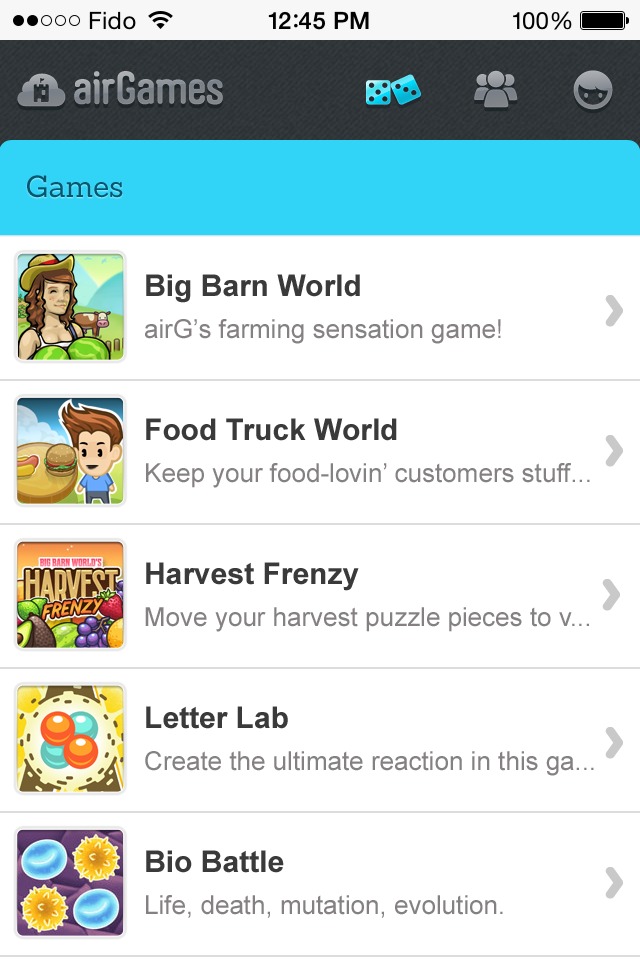 Fido 12:45 PM 100%
airGames
Games
Big Barn World
airG’s farming sensation game!
Food Truck World
Keep your food-lovin’ customers stuff...
BIG BARN WORLD'S
HARVEST
FRENZY
Harvest Frenzy
Move your harvest puzzle pieces to v...
Letter Lab
Create the ultimate reaction in this ga...
Bio Battle
Life, death, mutation, evolution.